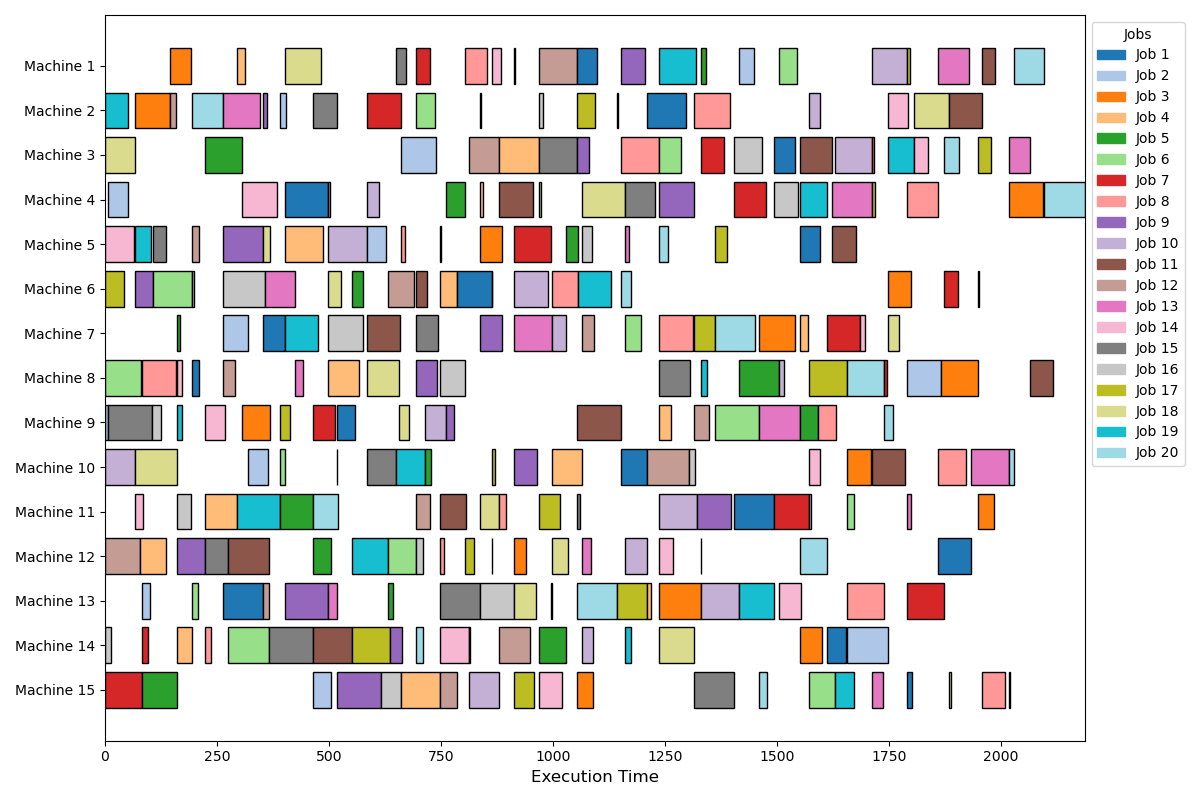 Machine 1
Machine 2
Machine 3
Machine 4
Machine 5
Machine 6
Machine 7
Machine 8
Machine 9
Machine 10
Machine 11
Machine 12
Machine 13
Machine 14
Machine 15
0 250 500 750 1000 1250 1500 1750 2000
Execution Time
Jobs
Job 1
Job 2
Job 3
Job 4
Job 5
Job 6
Job 7
Job 8
Job 9
Job 10
Job 11
Job 12
Job 13
Job 14
Job 15
Job 16
Job 17
Job 18
Job 19
Job 20